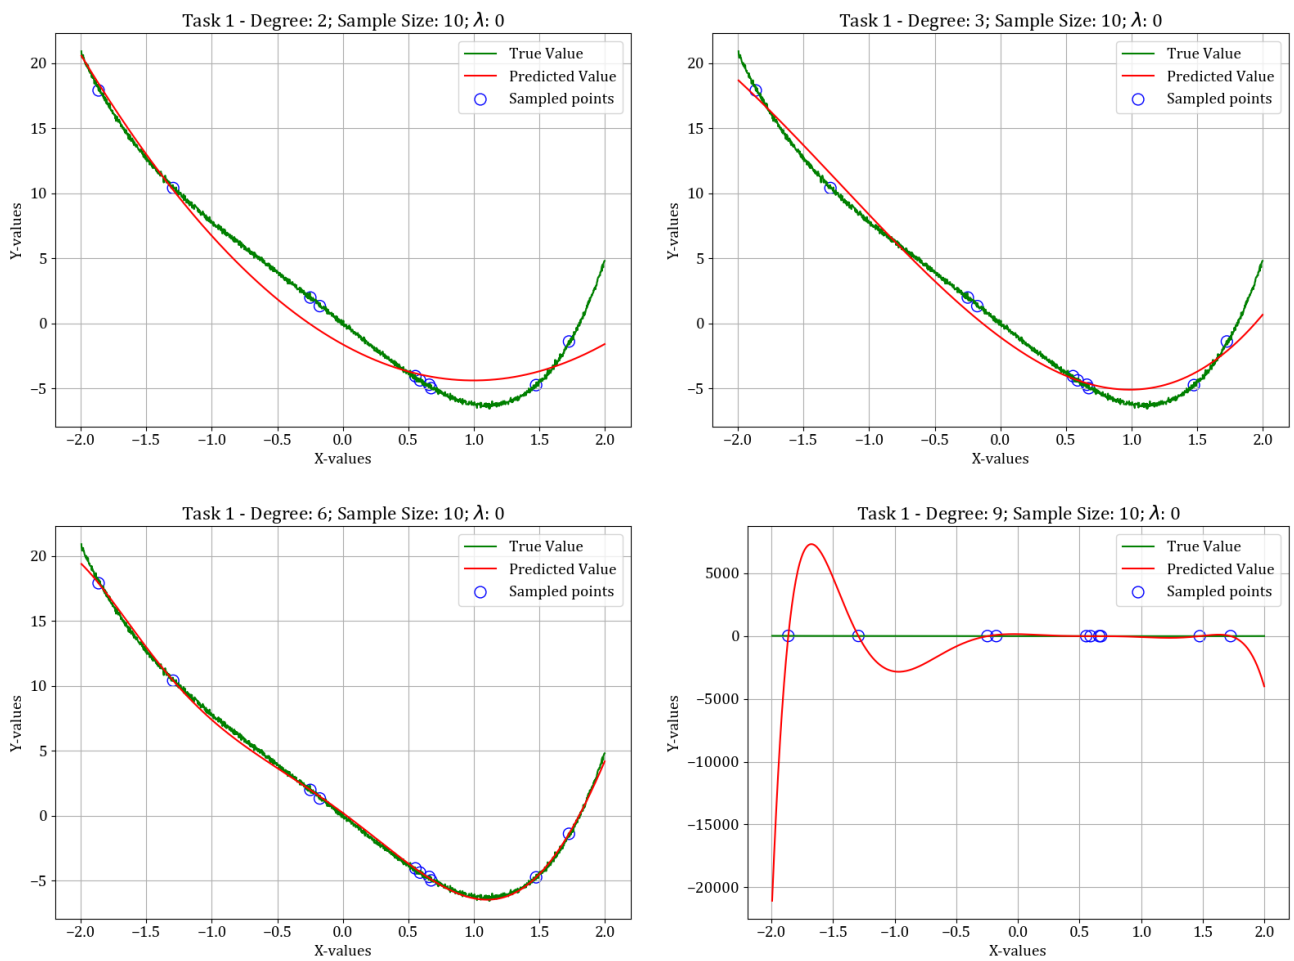 Task 1 - Degree: 2; Sample Size: 10; λ: 0
True Value
Predicted Value
Sampled points
Y-values
20
15
10
5
0
−5
−2.0 −1.5 −1.0 −0.5 0.0 0.5 1.0 1.5 2.0
X-values
Task 1 - Degree: 3; Sample Size: 10; λ: 0
True Value
Predicted Value
Sampled points
Y-values
20
15
10
5
0
−5
−2.0 −1.5 −1.0 −0.5 0.0 0.5 1.0 1.5 2.0
X-values
Task 1 - Degree: 6; Sample Size: 10; λ: 0
True Value
Predicted Value
Sampled points
Y-values
20
15
10
5
0
−5
−2.0 −1.5 −1.0 −0.5 0.0 0.5 1.0 1.5 2.0
X-values
Task 1 - Degree: 9; Sample Size: 10; λ: 0
True Value
Predicted Value
Sampled points
Y-values
5000
0
−5000
−10000
−15000
−20000
−2.0 −1.5 −1.0 −0.5 0.0 0.5 1.0 1.5 2.0
X-values